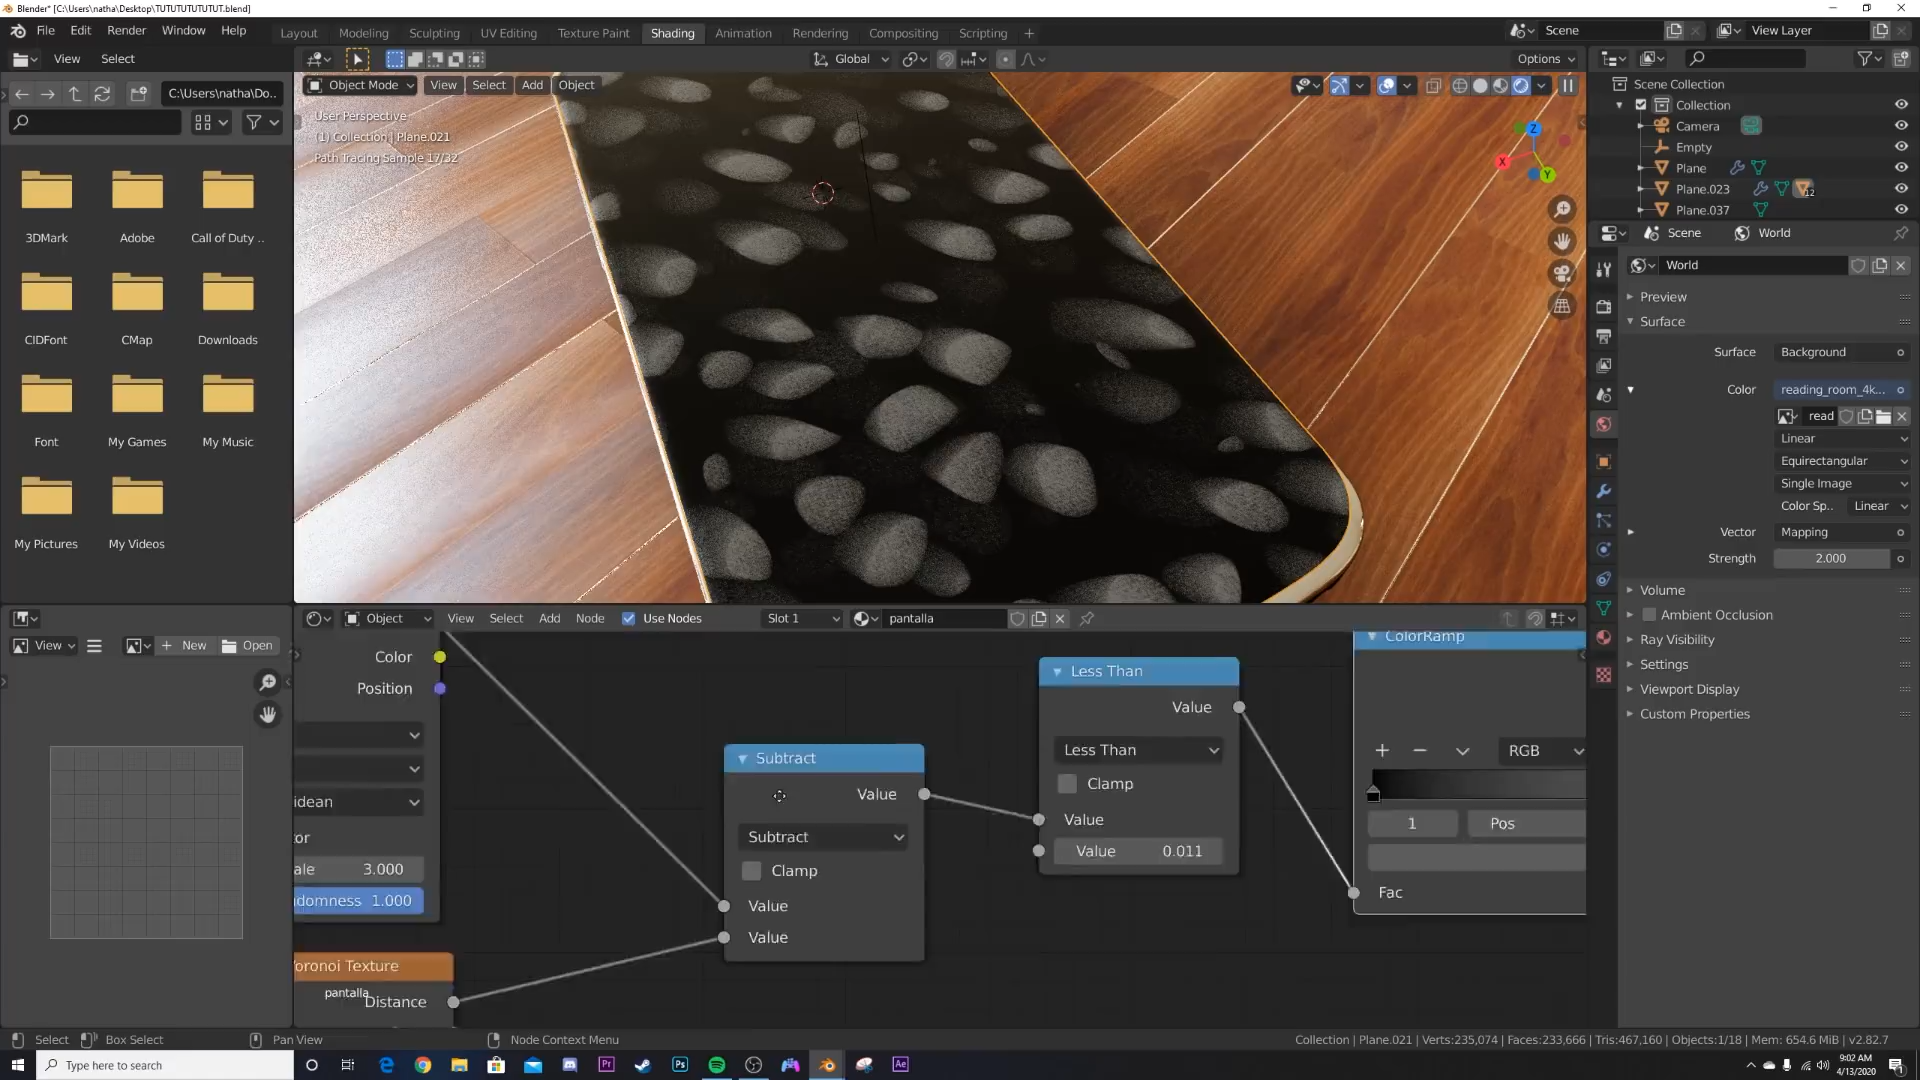 Blender* [C:\Users\natha\Desktop\TUTUTUTUTUTUT.blend]
File Edit Render Window Help
Layout Modeling Sculpting UV Editing Texture Paint Shading Animation Rendering Compositing Scripting +
Scene
View Layer
View Select
Global
Options
C:\Users\natha\Do..
Object Mode View Select Add Object
User Perspective
(1) Collection | Plane.021
Path Tracing Sample 17/32
Z
X
Y
3DMark Adobe Call of Duty ..
CIDFont CMap Downloads
Font My Games My Music
My Pictures My Videos
Scene Collection
Collection
Camera
Empty
Plane
Plane.023
12
Plane.037
Scene World
World
Preview
Surface
Surface Background
Color reading_room_4k...
read
Linear
Equirectangular
Single Image
Color Sp.. Linear
Vector Mapping
Strength 2.000
Volume
Ambient Occlusion
Ray Visibility
Settings
Viewport Display
Custom Properties
View New Open
Object View Select Add Node Use Nodes Slot 1 pantalla
Color
Position
idean
or
ale 3.000
ndomness 1.000
oronoi Texture
pantalla
Distance
Subtract
Value
Subtract
Clamp
Value
Value
Less Than
Value
Less Than
Clamp
Value
Value 0.011
ColorRamp
RGB
1 Pos
Fac
Select Box Select Pan View Node Context Menu
Collection | Plane.021 | Verts:235,074 | Faces:233,666 | Tris:467,160 | Objects:1/18 | Mem: 654.6 MiB | v2.82.7
Type here to search
9:02 AM
4/13/2020